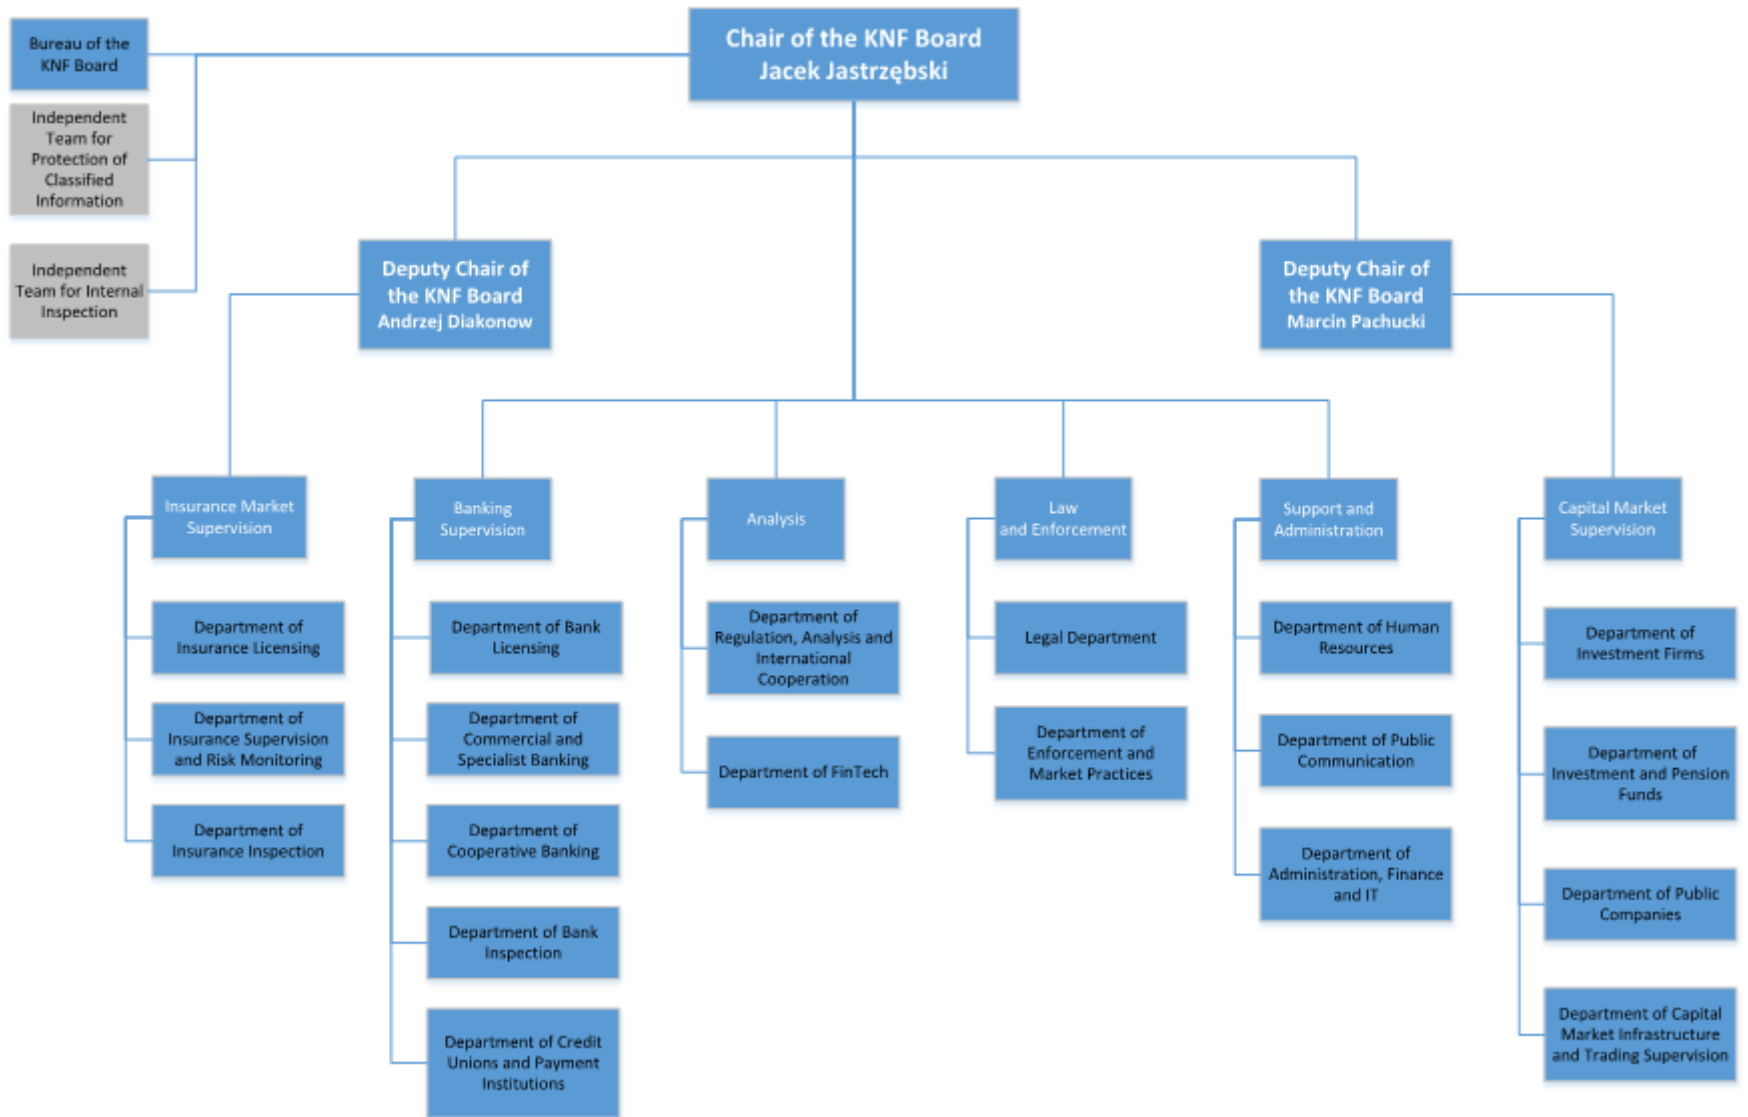 Chair of the KNF Board
Jacek Jastrzębski
Bureau of the
KNF Board
Independent
Team for
Protection of
Classified
Information
Independent
Team for Internal
Inspection
Deputy Chair of
the KNF Board
Andrzej Diakonow
Deputy Chair of
the KNF Board
Marcin Pachucki
Insurance Market
Supervision
Department of
Insurance Licensing
Department of
Insurance Supervision
and Risk Monitoring
Department of
Insurance Inspection
Banking
Supervision
Department of Bank
Licensing
Department of
Commercial and
Specialist Banking
Department of
Cooperative Banking
Department of Bank
Inspection
Department of Credit
Unions and Payment
Institutions
Analysis
Department of
Regulation, Analysis and
International
Cooperation
Department of FinTech
Law
and Enforcement
Legal Department
Department of
Enforcement and
Market Practices
Support and
Administration
Department of Human
Resources
Department of Public
Communication
Department of
Administration, Finance
and IT
Capital Market
Supervision
Department of
Investment Firms
Department of
Investment and Pension
Funds
Department of Public
Companies
Department of Capital
Market Infrastructure
and Trading Supervision